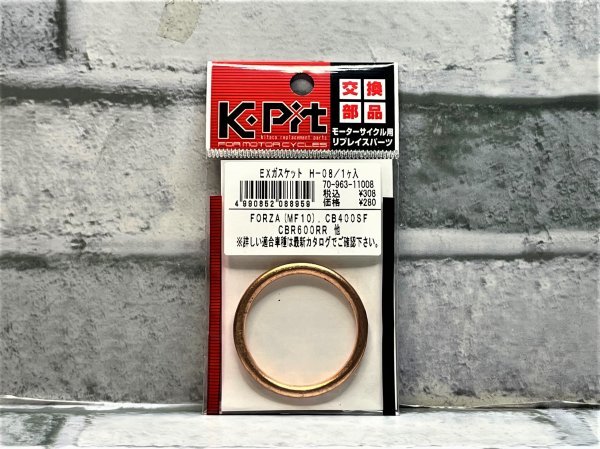 K・Pit
kitaco replacement parts
FOR MOTOR CYCLES
交換
部品
モーターサイクル用
リプレイスパーツ
EXガスケット H-08/1ヶ入
70-963-11008
税込 ¥308
価格 ¥280
4 990852 088959
FORZA(MF10).CB400SF
CBR600RR 他
※詳しい適合車種は最新カタログでご確認下さい。